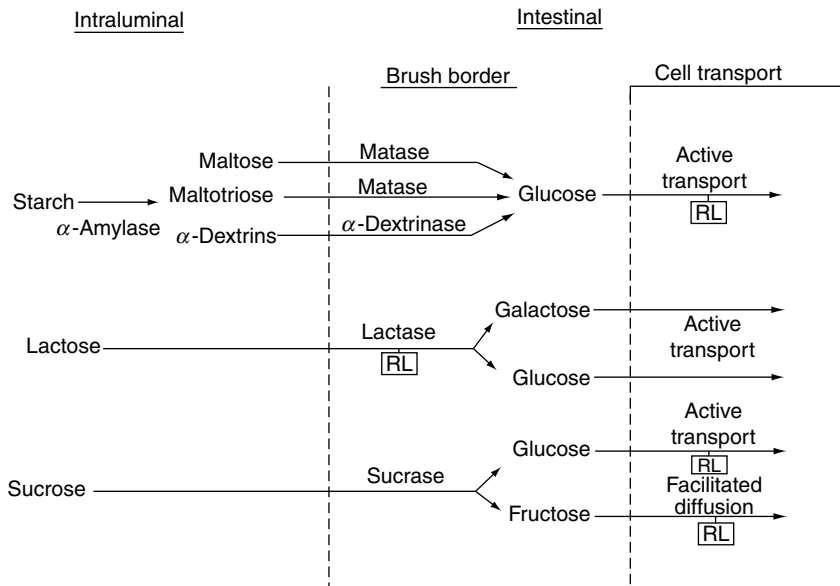 Intraluminal
Intestinal
Brush border
Cell transport
Maltose
Matase
Active
transport
Starch
Maltotriose
Matase
Glucose
RL
α-Amylase
α-Dextrins
α-Dextrinase
Galactose
Lactose
Lactase
Active
transport
RL
Glucose
Active
transport
Glucose
RL
Sucrose
Sucrase
Facilitated
diffusion
Fructose
RL